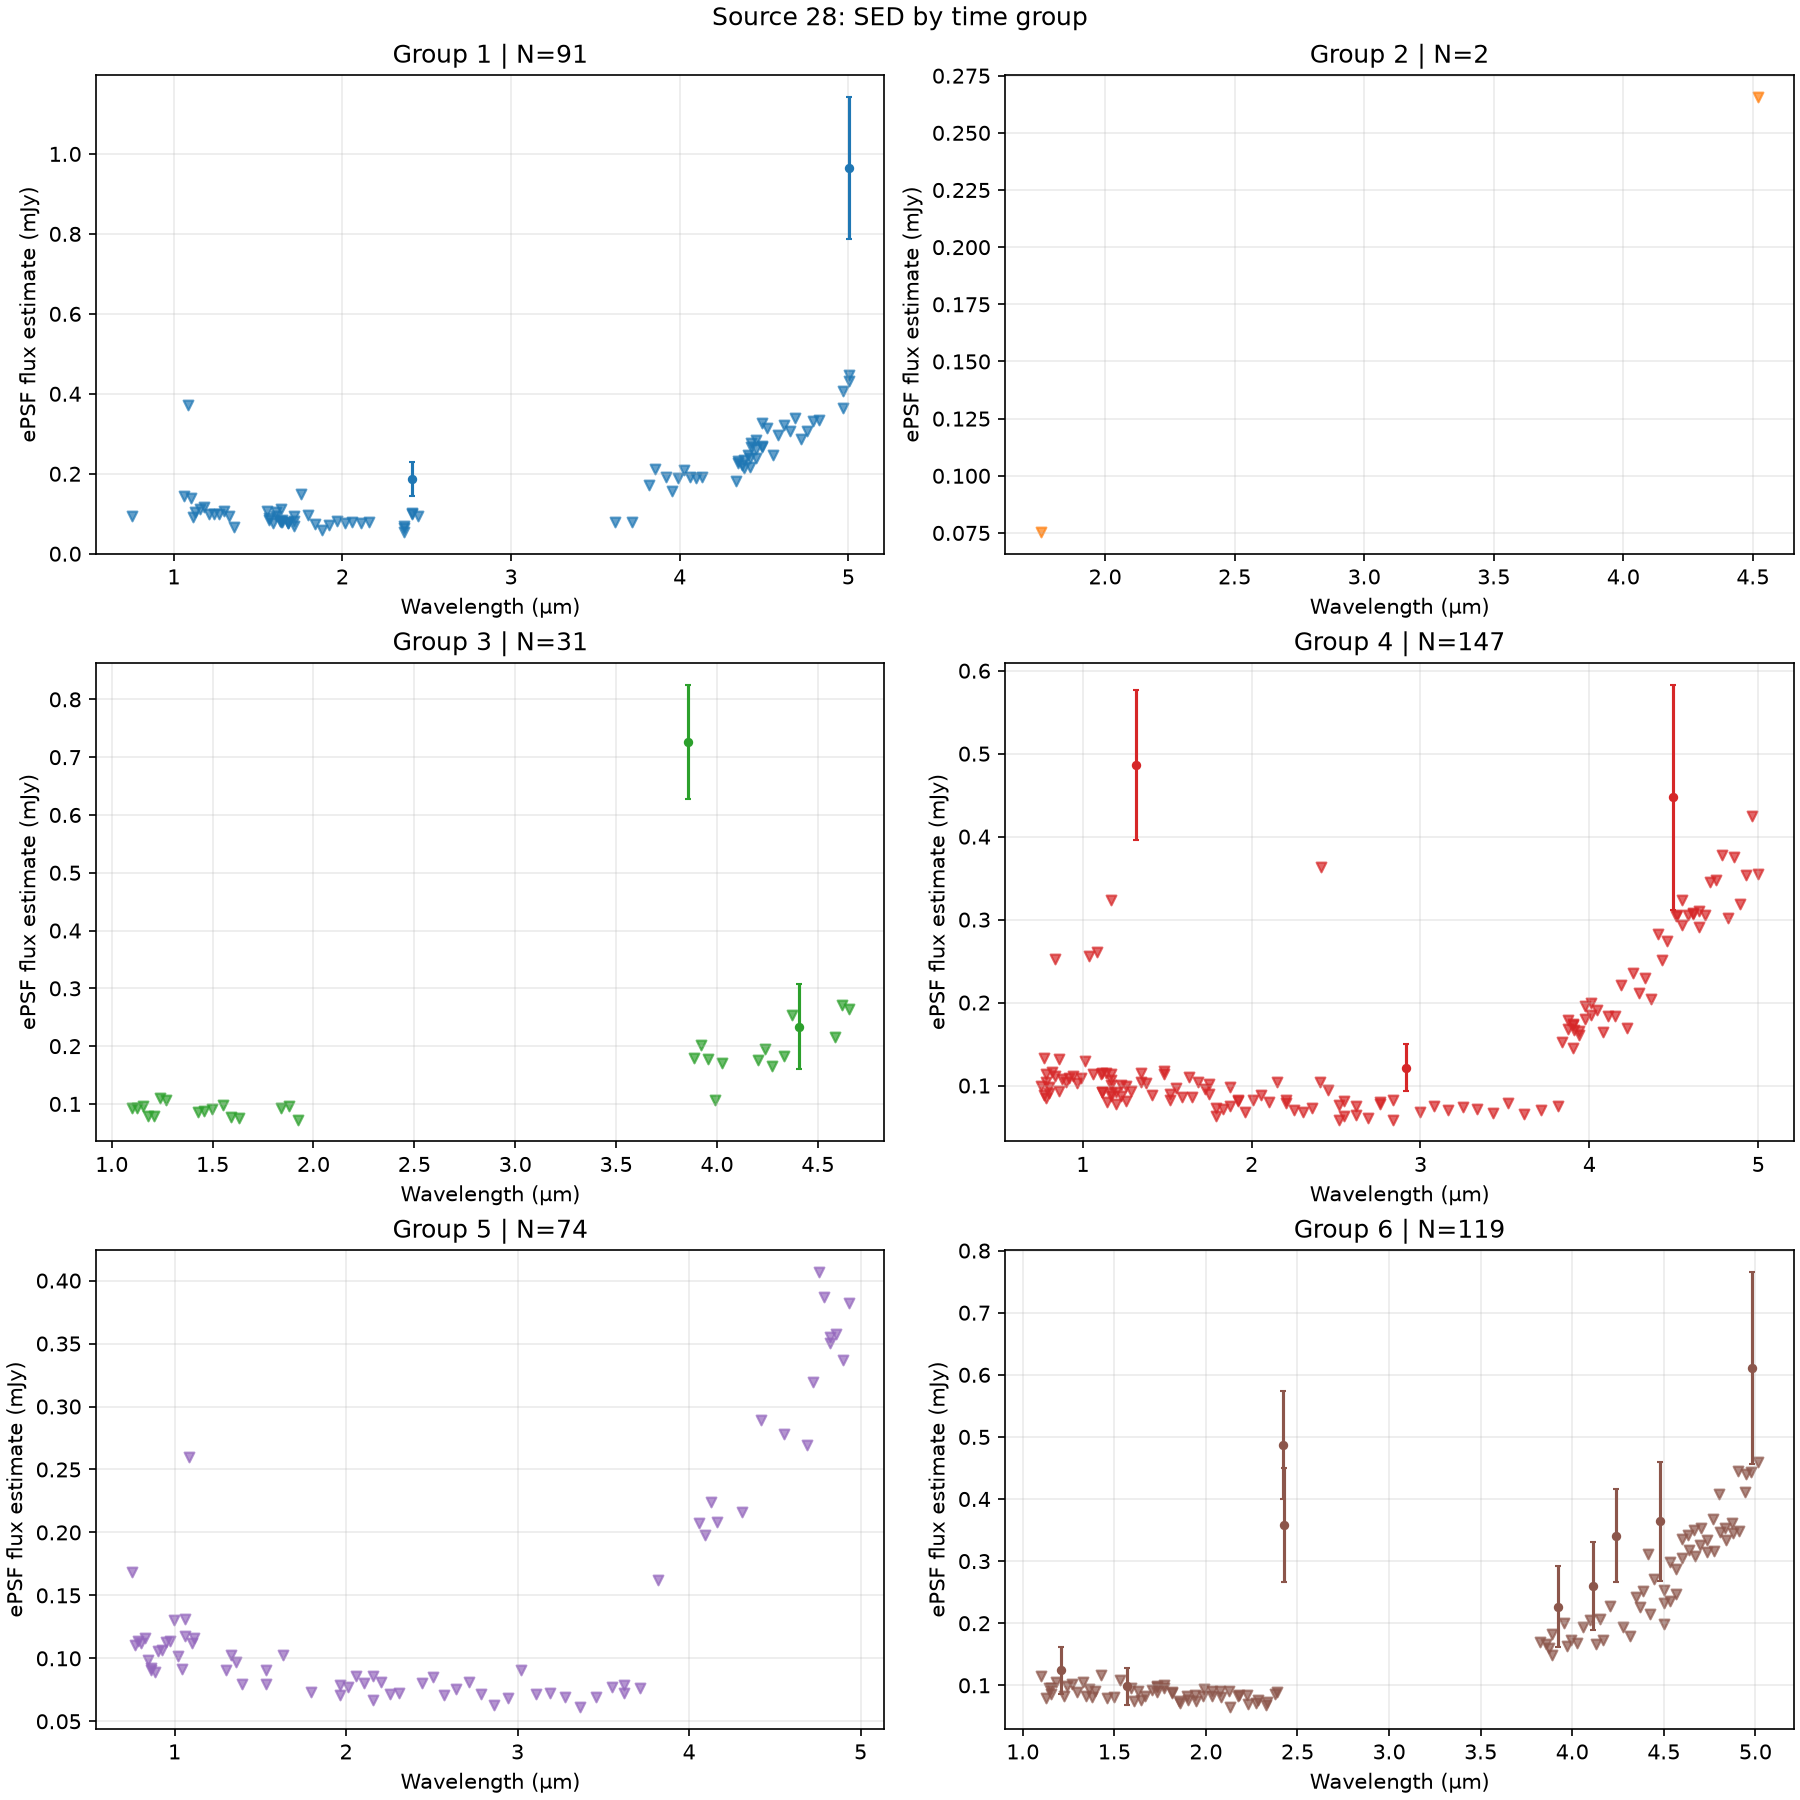 Source 28: SED by time group
Group 1 | N=91
ePSF flux estimate (mJy)
1.0
0.8
0.6
0.4
0.2
0.0
1 2 3 4 5
Wavelength (μm)
Group 2 | N=2
ePSF flux estimate (mJy)
0.275
0.250
0.225
0.200
0.175
0.150
0.125
0.100
0.075
2.0 2.5 3.0 3.5 4.0 4.5
Wavelength (μm)
Group 3 | N=31
ePSF flux estimate (mJy)
0.8
0.7
0.6
0.5
0.4
0.3
0.2
0.1
1.0 1.5 2.0 2.5 3.0 3.5 4.0 4.5
Wavelength (μm)
Group 4 | N=147
ePSF flux estimate (mJy)
0.6
0.5
0.4
0.3
0.2
0.1
1 2 3 4 5
Wavelength (μm)
Group 5 | N=74
ePSF flux estimate (mJy)
0.40
0.35
0.30
0.25
0.20
0.15
0.10
0.05
1 2 3 4 5
Wavelength (μm)
Group 6 | N=119
ePSF flux estimate (mJy)
0.8
0.7
0.6
0.5
0.4
0.3
0.2
0.1
1.0 1.5 2.0 2.5 3.0 3.5 4.0 4.5 5.0
Wavelength (μm)